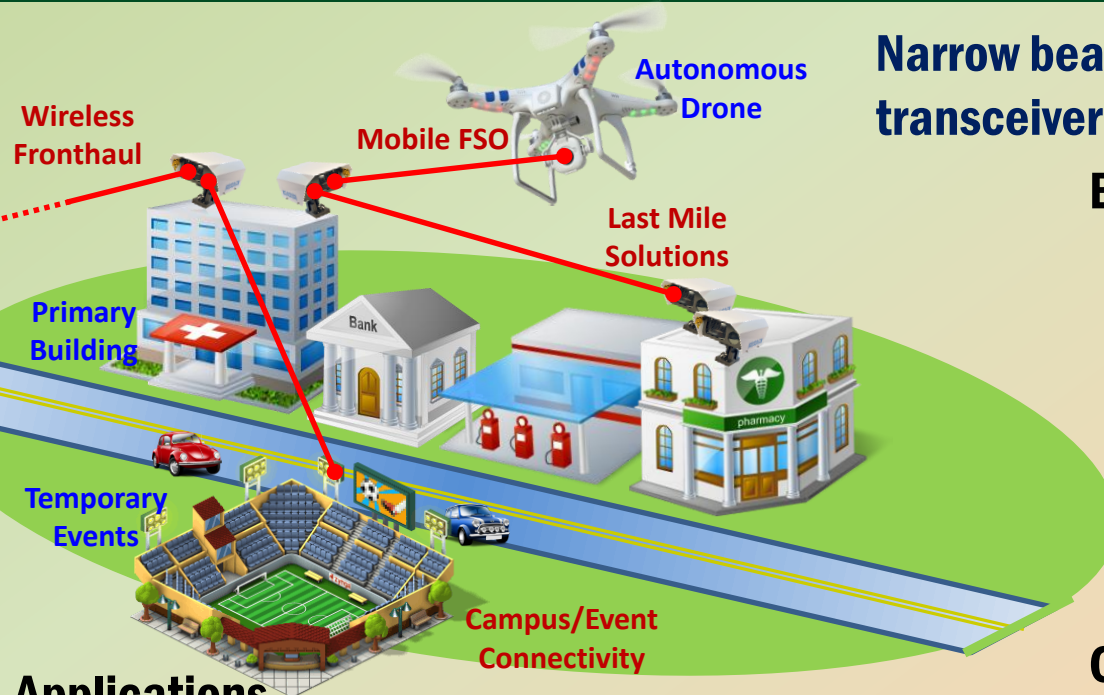 Narrow bea
transceiver
Autonomous
Drone
Wireless
Fronthaul
Mobile FSO
E
Last Mile
Solutions
Primary
Building
Bank
pharmacy
Temporary
Events
Campus/Event
Connectivity
Applications